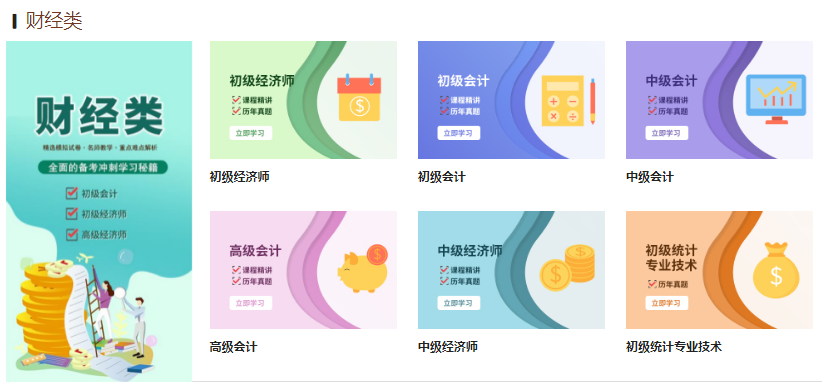 财经类
财经类
精选模拟试卷·名师教学·重点难点解析
全面的备考冲刺学习秘籍
初级会计
初级经济师
高级经济师
初级经济师
课程精讲
历年真题
立即学习
初级经济师
初级会计
课程精讲
历年真题
立即学习
初级会计
中级会计
课程精讲
历年真题
立即学习
中级会计
高级会计
课程精讲
历年真题
立即学习
高级会计
中级经济师
课程精讲
历年真题
立即学习
中级经济师
初级统计
专业技术
历年真题
立即学习
初级统计专业技术